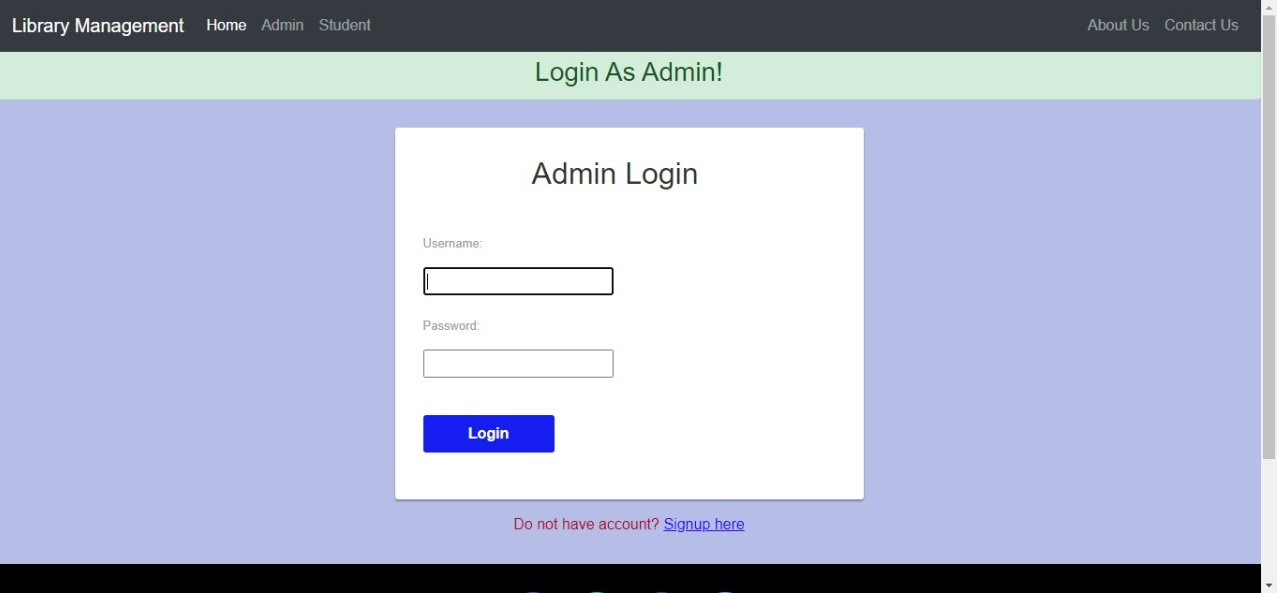 Library Management Home Admin Student About Us Contact Us
Login As Admin!
Admin Login
Username:
Password:
Login
Do not have account? Signup here